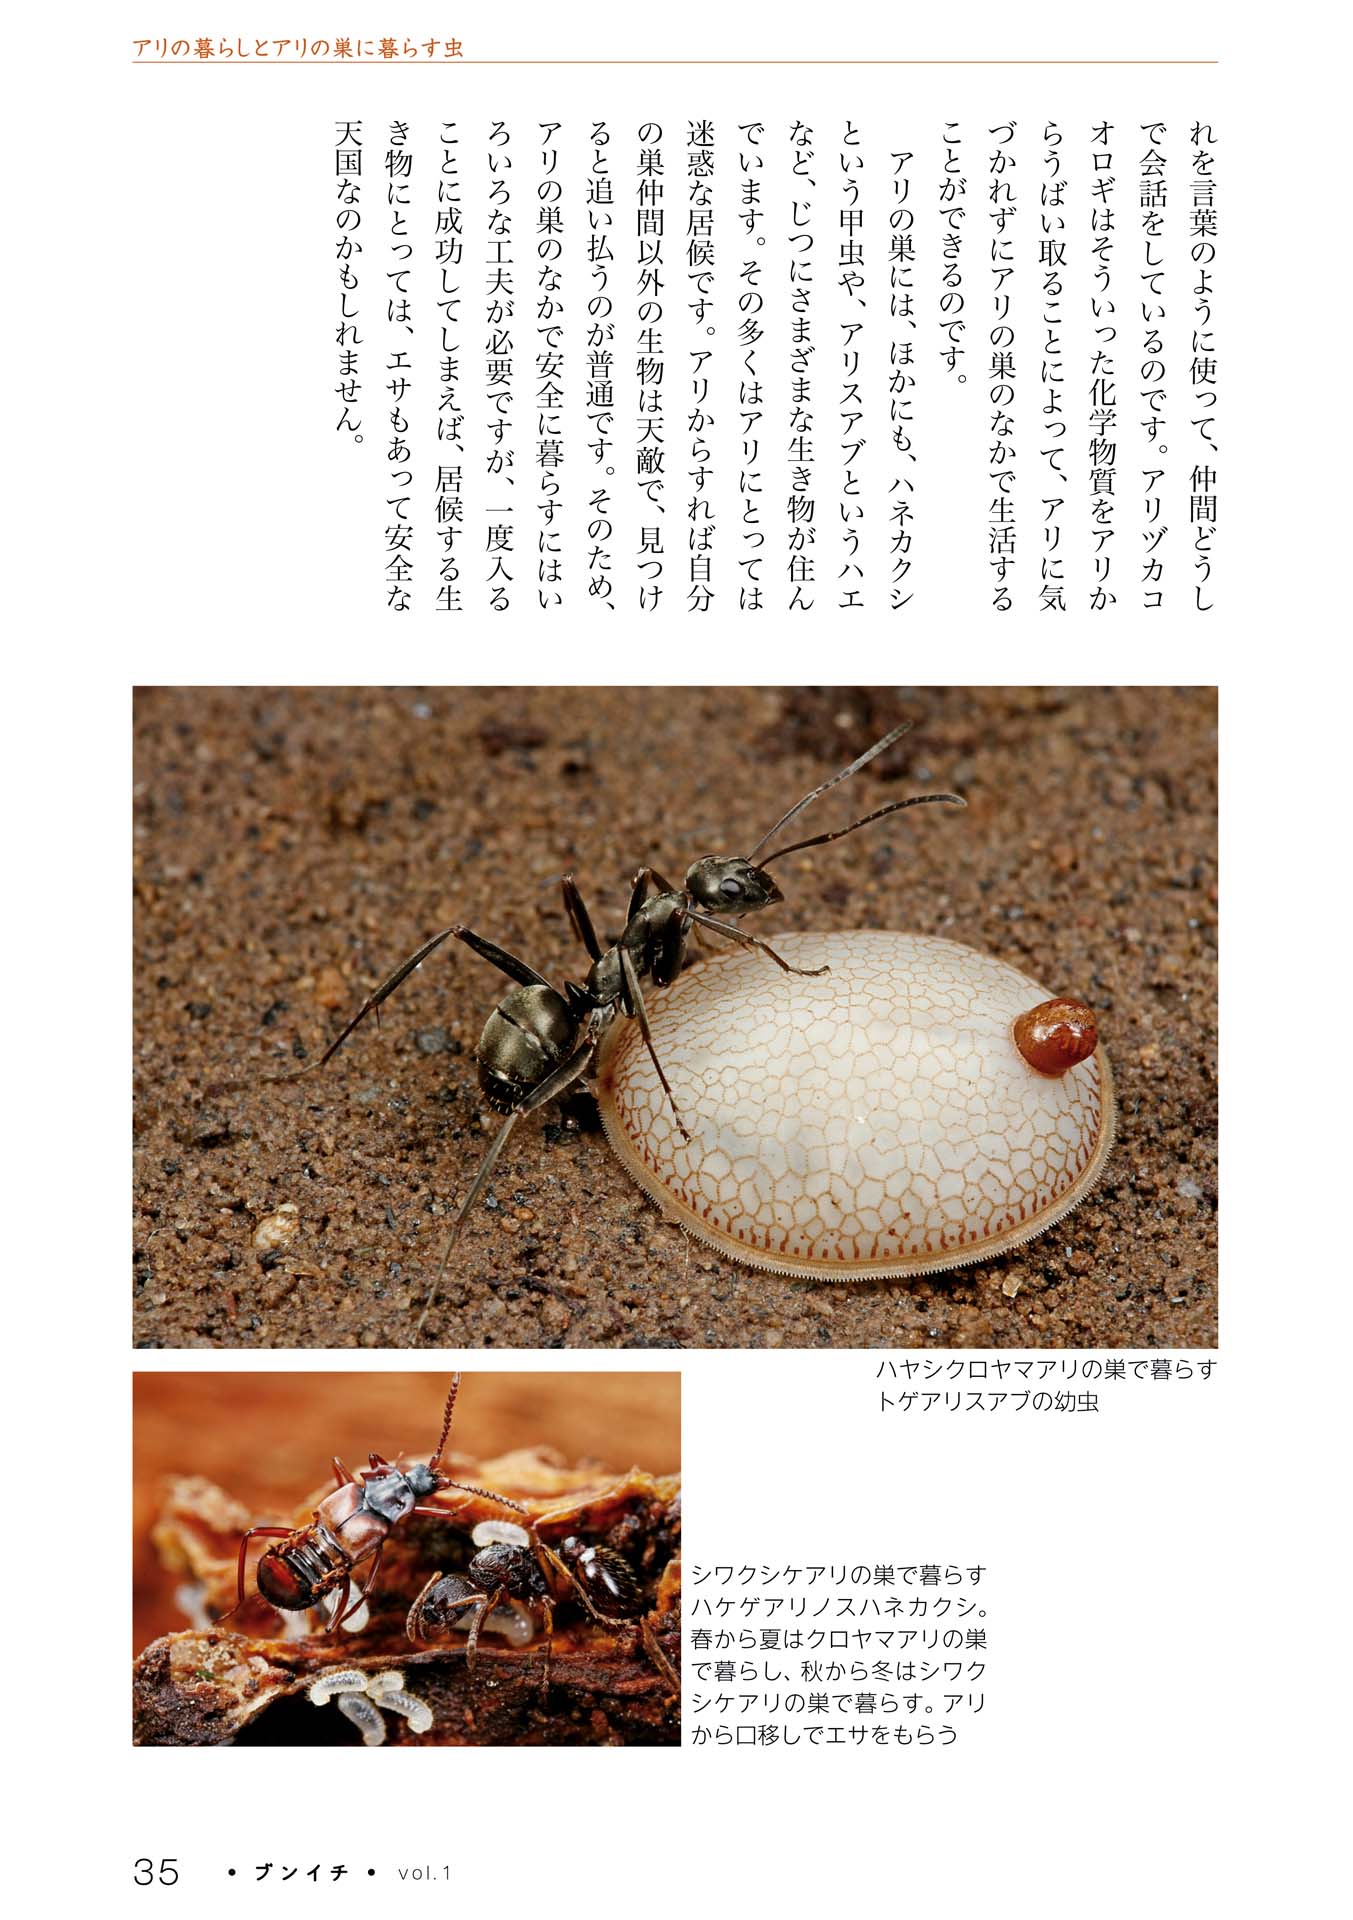 アリの暮らしとアリの巣に暮らす虫
れを言葉のように使って、仲間どうし
で会話をしているのです。アリヅカコ
オロギはそういった化学物質をアリか
らうばい取ることによって、アリに気
づかれずにアリの巣のなかで生活する
ことができるのです。
アリの巣には、ほかにも、ハネカクシ
という甲虫や、アリスアブというハエ
など、じつにさまざまな生き物が住ん
でいます。その多くはアリにとっては
迷惑な居候です。アリからすれば自分
の巣仲間以外の生物は天敵で、見つけ
ると追い払うのが普通です。そのため、
アリの巣のなかで安全に暮らすにはい
ろいろな工夫が必要ですが、一度入る
ことに成功してしまえば、居候する生
き物にとっては、エサもあって安全な
天国なのかもしれません。
ハヤシクロヤマアリの巣で暮らす
トゲアリスアブの幼虫
シワクシケアリの巣で暮らす
ハケゲアリノスハネカクシ。
春から夏はクロヤマアリの巣
で暮らし、秋から冬はシワク
シケアリの巣で暮らす。アリ
から口移しでエサをもらう
35 • ブンイチ • vol.1